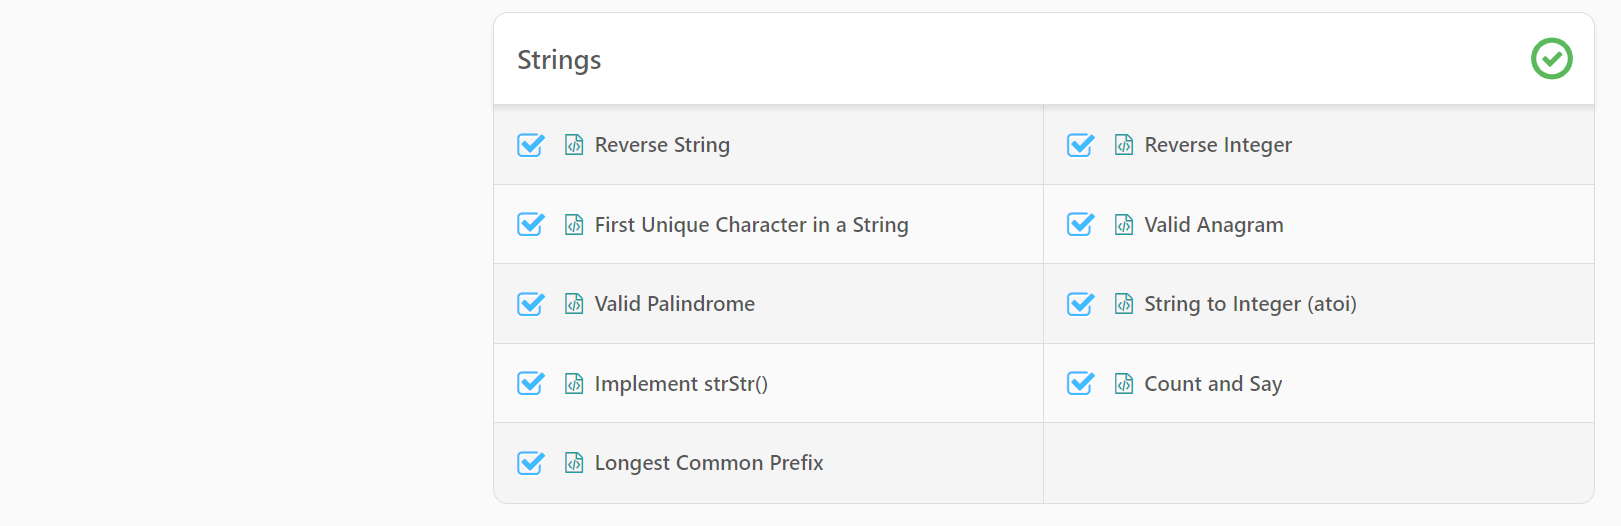 Strings
Reverse String
Reverse Integer
First Unique Character in a String
Valid Anagram
Valid Palindrome
String to Integer (atoi)
Implement strStr()
Count and Say
Longest Common Prefix